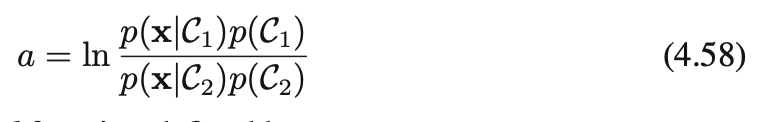 a = ln p(x|C₁)p(C₁) / p(x|C₂)p(C₂) (4.58)